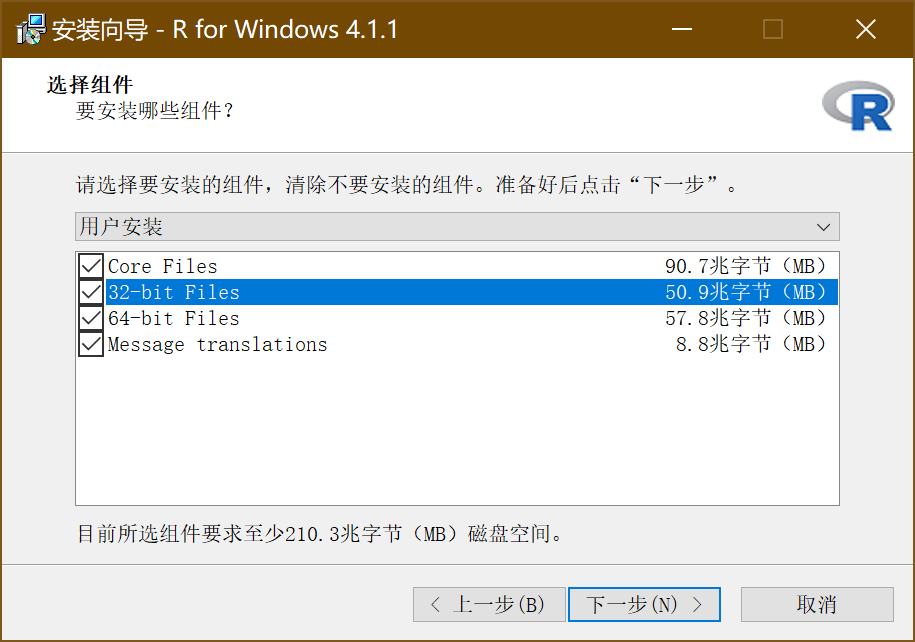 安装向导 - R for Windows 4.1.1
选择组件
要安装哪些组件？
R
请选择要安装的组件，清除不要安装的组件。准备好后点击“下一步”。
用户安装
Core Files 90.7兆字节（MB）
32-bit Files 50.9兆字节（MB）
64-bit Files 57.8兆字节（MB）
Message translations 8.8兆字节（MB）
目前所选组件要求至少210.3兆字节（MB）磁盘空间。
< 上一步(B) 下一步(N) > 取消